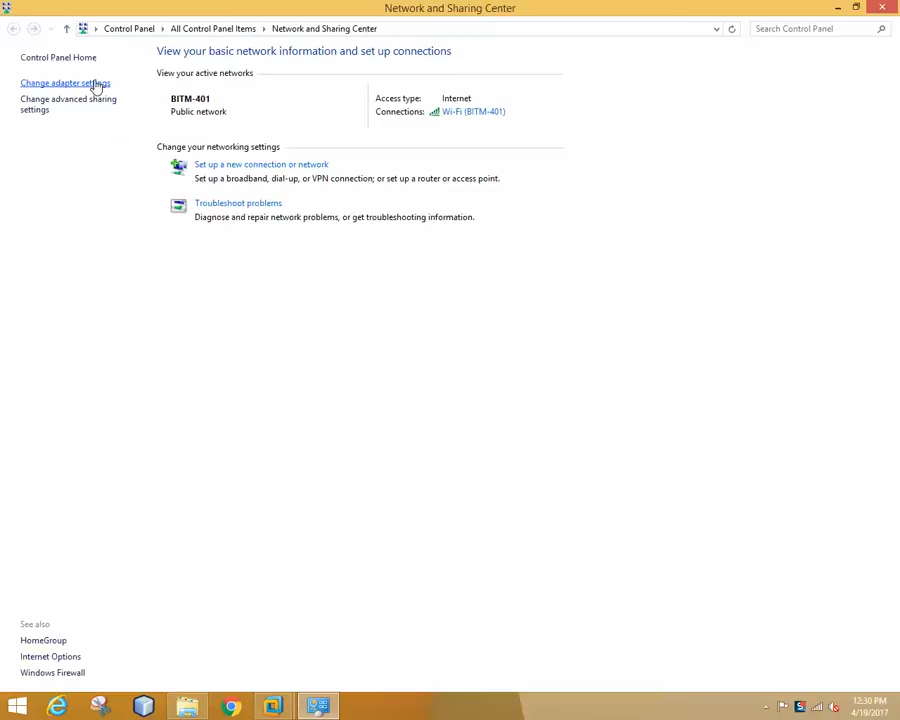 Network and Sharing Center
Control Panel
All Control Panel Items
Network and Sharing Center
Search Control Panel
Control Panel Home
Change adapter settings
Change advanced sharing
settings
View your basic network information and set up connections
View your active networks
BITM-401
Public network
Access type: Internet
Connections: Wi-Fi (BITM-401)
Change your networking settings
Set up a new connection or network
Set up a broadband, dial-up, or VPN connection; or set up a router or access point.
Troubleshoot problems
Diagnose and repair network problems, or get troubleshooting information.
See also
HomeGroup
Internet Options
Windows Firewall
12:30 PM
4/19/2017